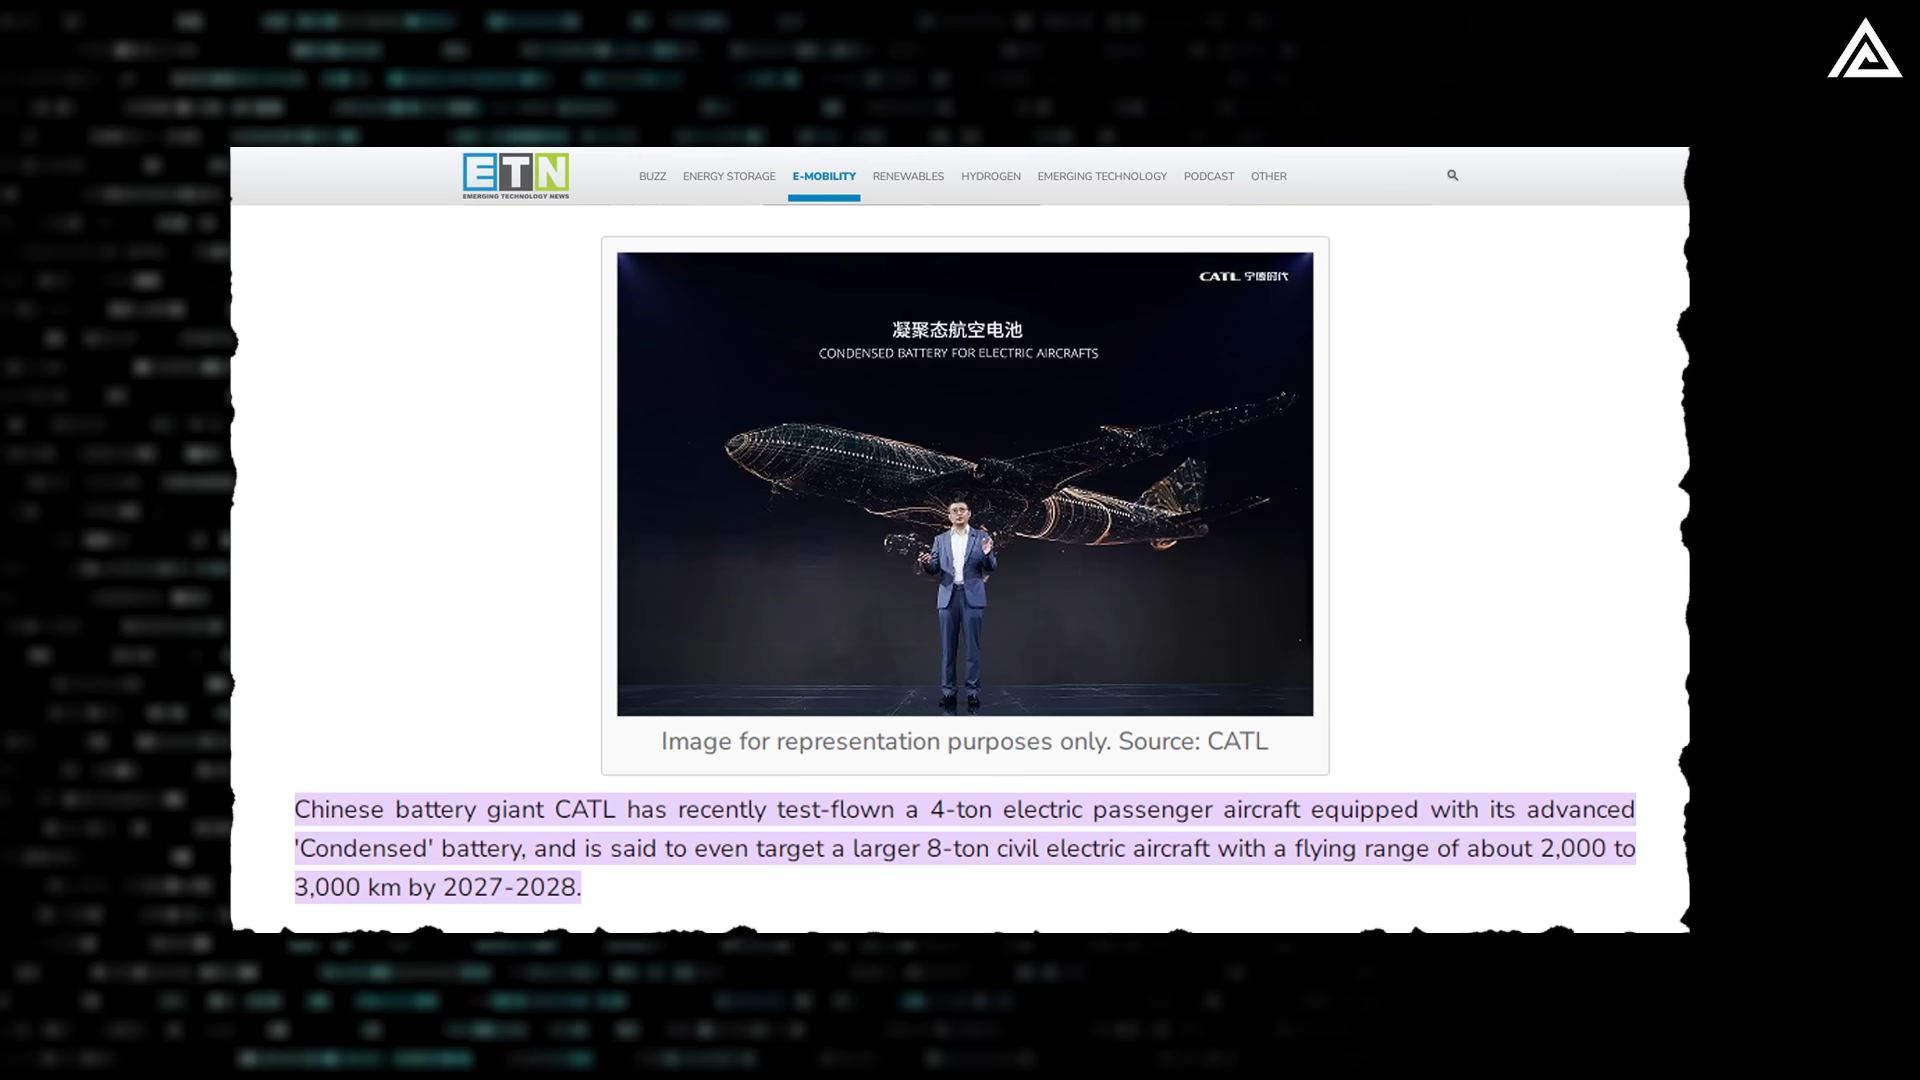 ETN
EMERGING TECHNOLOGY NEWS
BUZZ ENERGY STORAGE E-MOBILITY RENEWABLES HYDROGEN EMERGING TECHNOLOGY PODCAST OTHER
CATL 宁德时代
凝聚态航空电池
CONDENSED BATTERY FOR ELECTRIC AIRCRAFTS
Image for representation purposes only. Source: CATL
Chinese battery giant CATL has recently test-flown a 4-ton electric passenger aircraft equipped with its advanced
'Condensed' battery, and is said to even target a larger 8-ton civil electric aircraft with a flying range of about 2,000 to
3,000 km by 2027-2028.